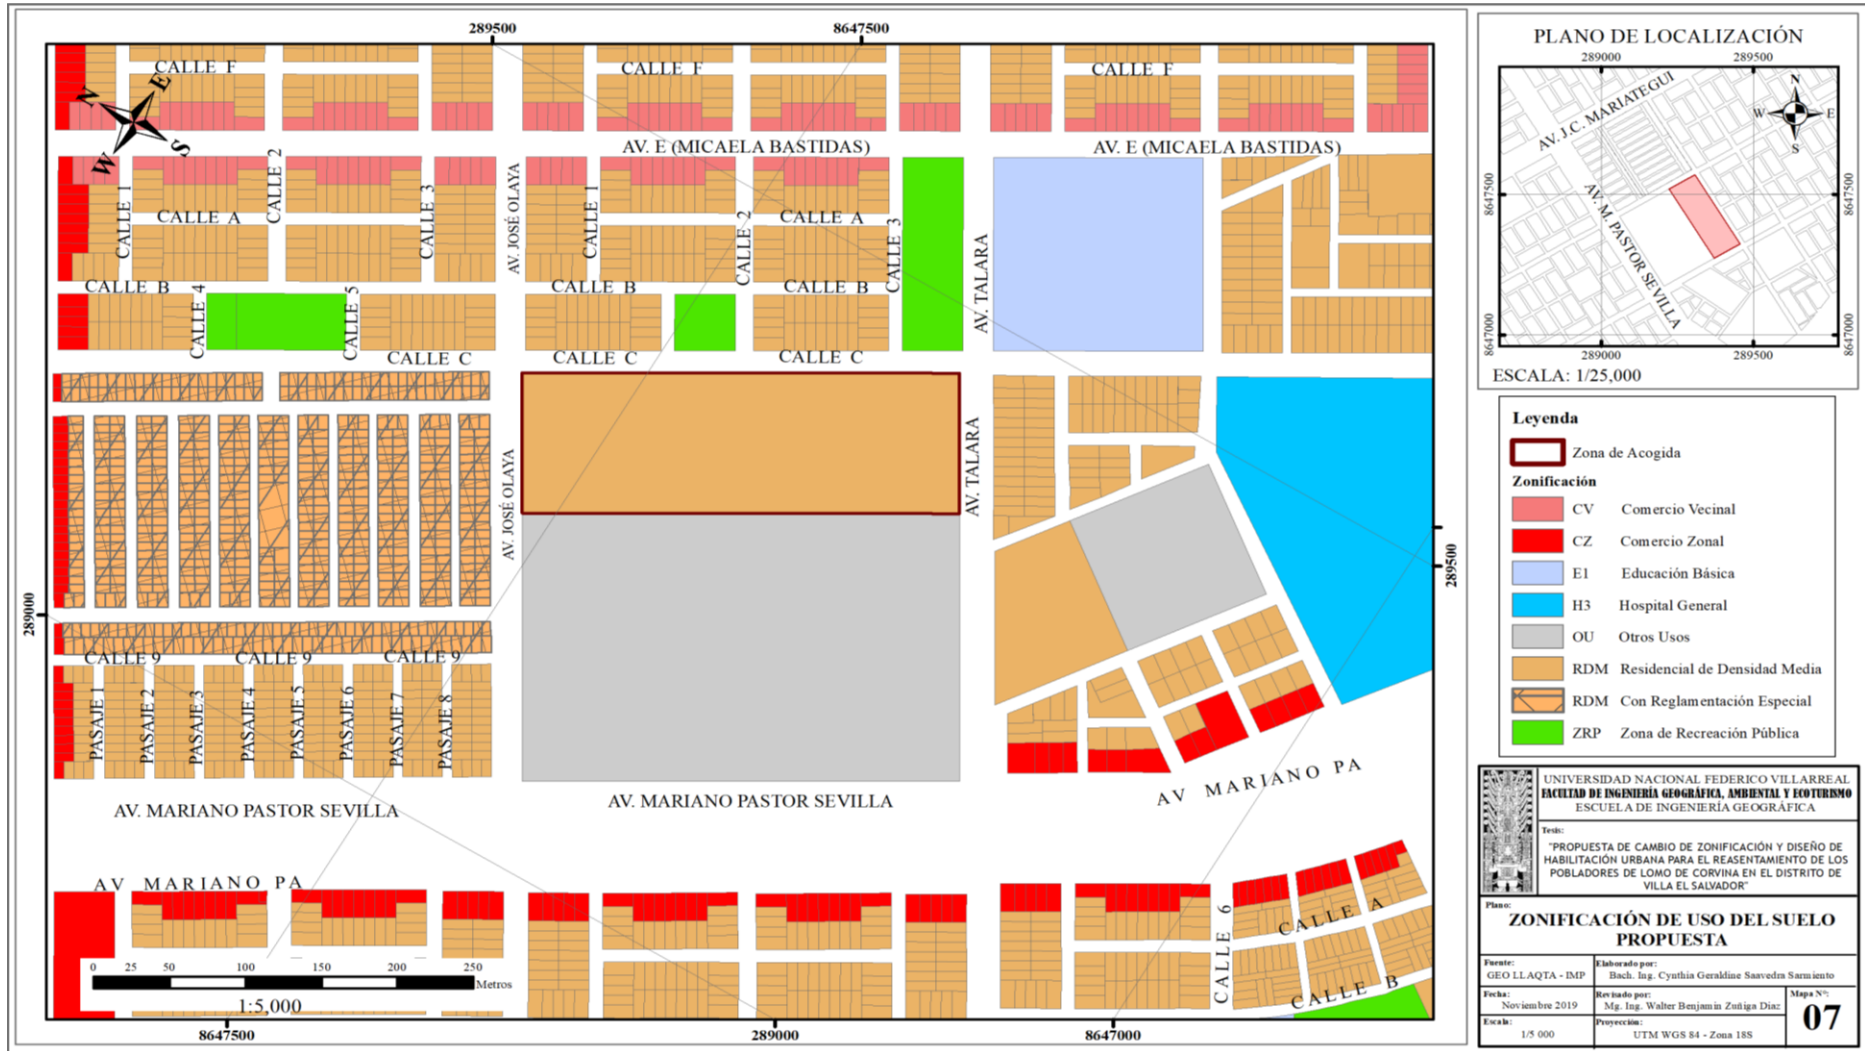 289500
8647500
CALLE F
CALLE F
CALLE F
N
E
W
S
AV. E (MICAELA BASTIDAS)
AV. E (MICAELA BASTIDAS)
CALLE 1
CALLE 2
CALLE 3
AV. JOSÉ OLAYA
CALLE 1
CALLE 2
CALLE 3
AV. TALARA
CALLE A
CALLE A
CALLE B
CALLE B
CALLE B
CALLE 4
CALLE 5
CALLE C
CALLE C
CALLE C
AV. JOSÉ OLAYA
AV. TALARA
289500
289000
CALLE 9
CALLE 9
CALLE 9
PASAJE 1
PASAJE 2
PASAJE 3
PASAJE 4
PASAJE 5
PASAJE 6
PASAJE 7
PASAJE 8
AV. MARIANO PASTOR SEVILLA
AV. MARIANO PASTOR SEVILLA
AV MARIANO PA
AV MARIANO PA
CALLE 6
CALLE A
CALLE B
0 25 50 100 150 200 250
Metros
1:5,000
8647500
289000
8647000
PLANO DE LOCALIZACIÓN
289000
289500
AV. J.C. MARIATEGUI
AV. M. PASTOR SEVILLA
N
W
E
S
8647500
8647500
8647000
8647000
289000
289500
ESCALA: 1/25,000
Leyenda
Zona de Acogida
Zonificación
CV Comercio Vecinal
CZ Comercio Zonal
E1 Educación Básica
H3 Hospital General
OU Otros Usos
RDM Residencial de Densidad Media
RDM Con Reglamentación Especial
ZRP Zona de Recreación Pública
UNIVERSIDAD NACIONAL FEDERICO VILLARREAL
FACULTAD DE INGENIERÍA GEOGRÁFICA, AMBIENTAL Y ECOTURISMO
ESCUELA DE INGENIERÍA GEOGRÁFICA
Tesis:
"PROPUESTA DE CAMBIO DE ZONIFICACIÓN Y DISEÑO DE
HABILITACIÓN URBANA PARA EL REASENTAMIENTO DE LOS
POBLADORES DE LOMO DE CORVINA EN EL DISTRITO DE
VILLA EL SALVADOR"
Plano:
ZONIFICACIÓN DE USO DEL SUELO
PROPUESTA
Fuente:
GEO LLAQTA - IMP
Elaborado por:
Bach. Ing. Cynthia Geraldine Saavedra Sarmiento
Fecha:
Noviembre 2019
Revisado por:
Mg. Ing. Walter Benjamin Zuñiga Diaz
Mapa Nº:
07
Escala:
1/5 000
Proyección:
UTM WGS 84 - Zona 18S